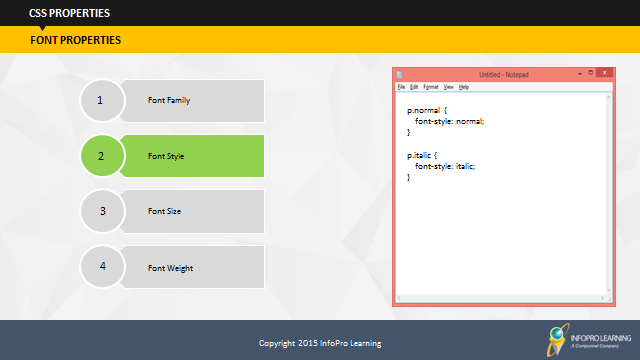 CSS PROPERTIES
FONT PROPERTIES
1
Font Family
2
Font Style
3
Font Size
4
Font Weight
Untitled - Notepad
File Edit Format View Help
p.normal {
font-style: normal;
}
p.italic {
font-style: italic;
}
Copyright 2015 InfoPro Learning
INFOPRO LEARNING
A Compunnel Company